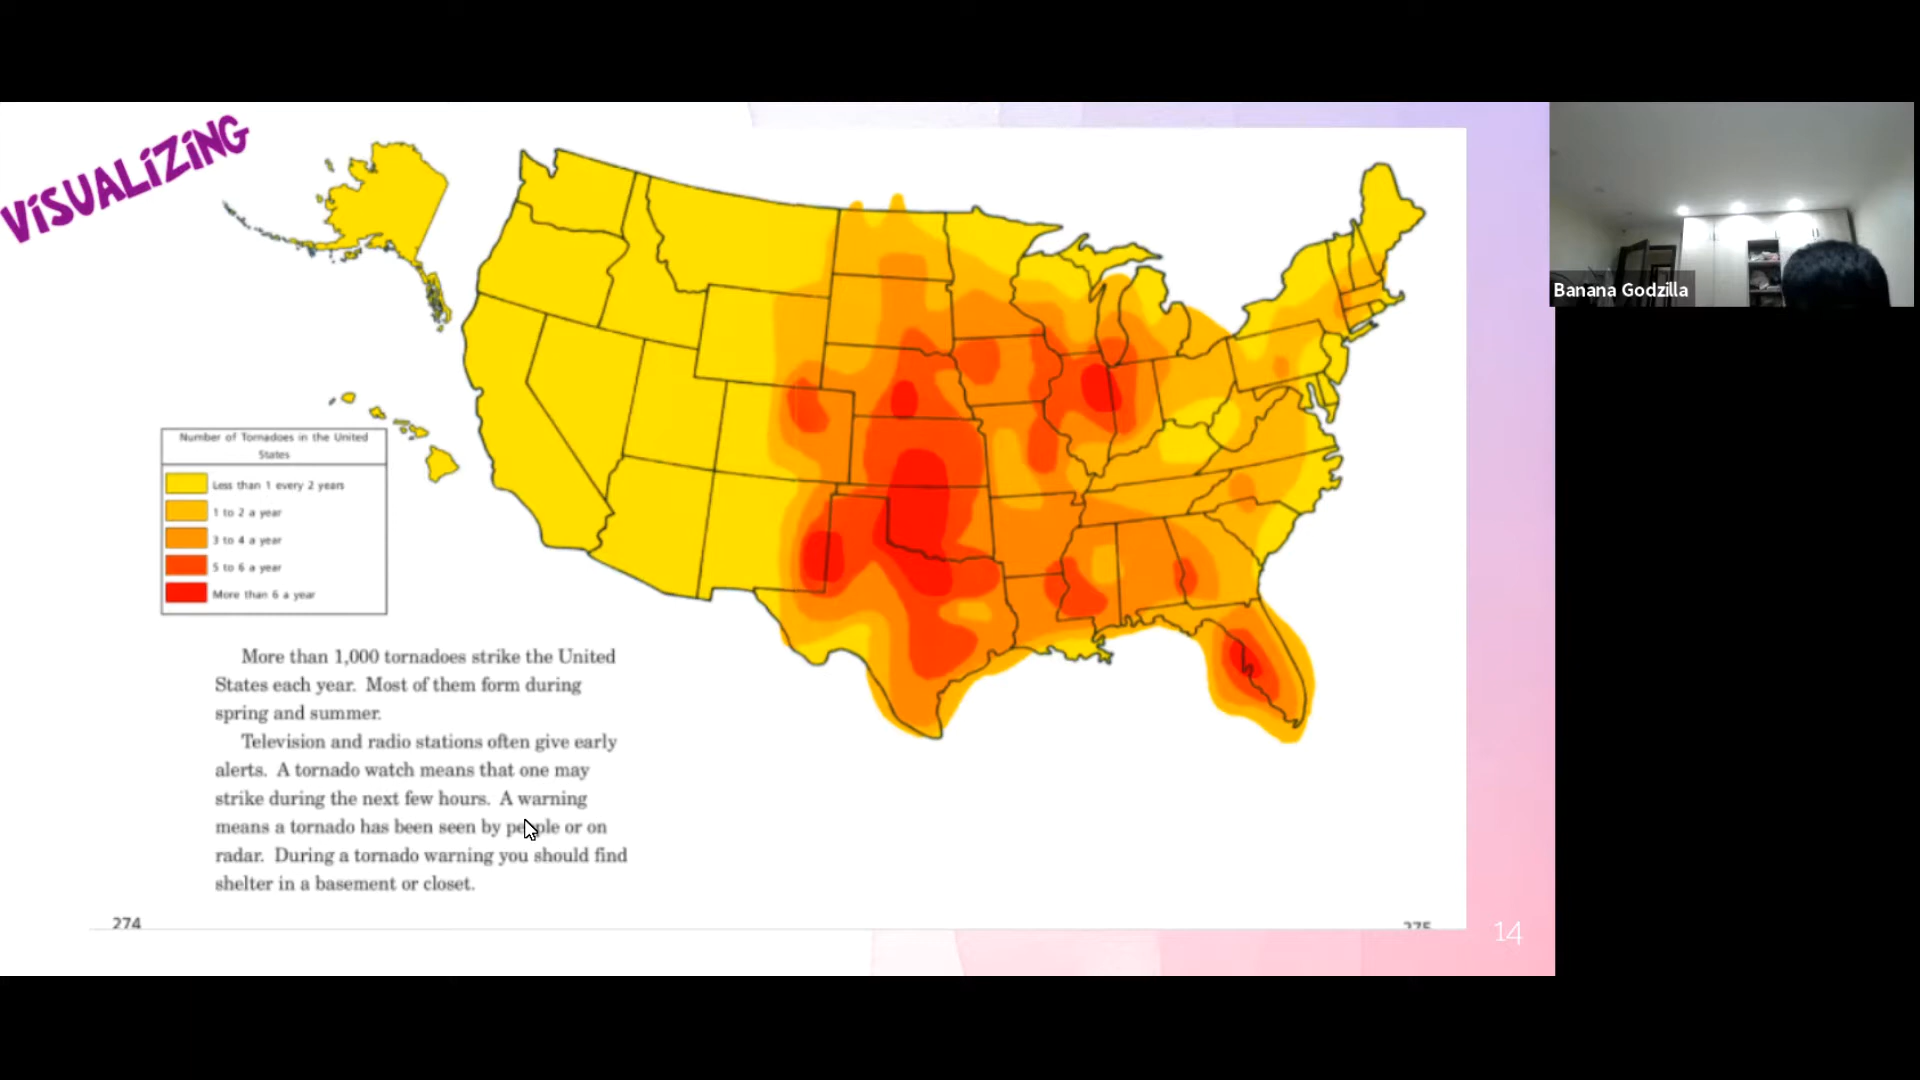 VISUALIZING
Number of Tornadoes in the United
States
Less than 1 every 2 years
1 to 2 a year
3 to 4 a year
5 to 6 a year
More than 6 a year
More than 1,000 tornadoes strike the United
States each year. Most of them form during
spring and summer.
Television and radio stations often give early
alerts. A tornado watch means that one may
strike during the next few hours. A warning
means a tornado has been seen by people or on
radar. During a tornado warning you should find
shelter in a basement or closet.
274
275
14
Banana Godzilla